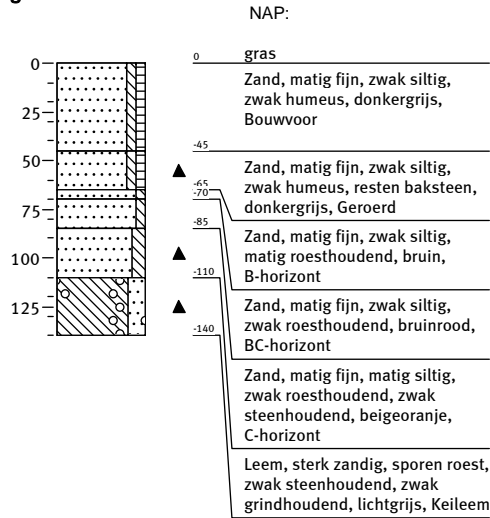 g
NAP:
0
25
50
75
100
125
0
-45
-65
-70
-85
-110
-140
gras
Zand, matig fijn, zwak siltig,
zwak humeus, donkergrijs,
Bouwvoor
Zand, matig fijn, zwak siltig,
zwak humeus, resten baksteen,
donkergrijs, Geroerd
Zand, matig fijn, zwak siltig,
matig roesthoudend, bruin,
B-horizont
Zand, matig fijn, zwak siltig,
zwak roesthoudend, bruinrood,
BC-horizont
Zand, matig fijn, matig siltig,
zwak roesthoudend, zwak
steenhoudend, beigeoranje,
C-horizont
Leem, sterk zandig, sporen roest,
zwak steenhoudend, zwak
grindhoudend, lichtgrijs, Keileem